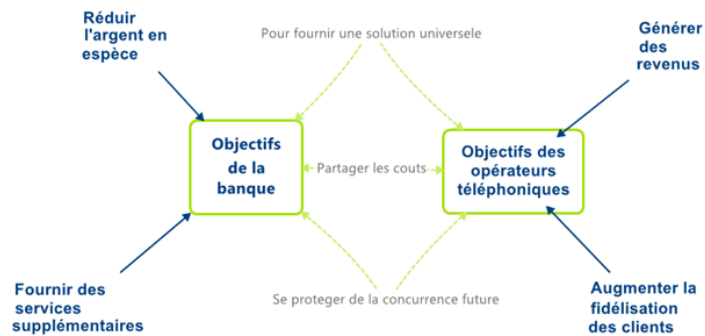 Réduir
l'argent en
espèce
Pour fournir une solution universele
Générer
des
revenus
Objectifs
de la
banque
Partager les couts
Objectifs des
opérateurs
téléphoniques
Fournir des
services
supplémentaires
Se proteger de la concurrence future
Augmenter la
fidélisation
des clients